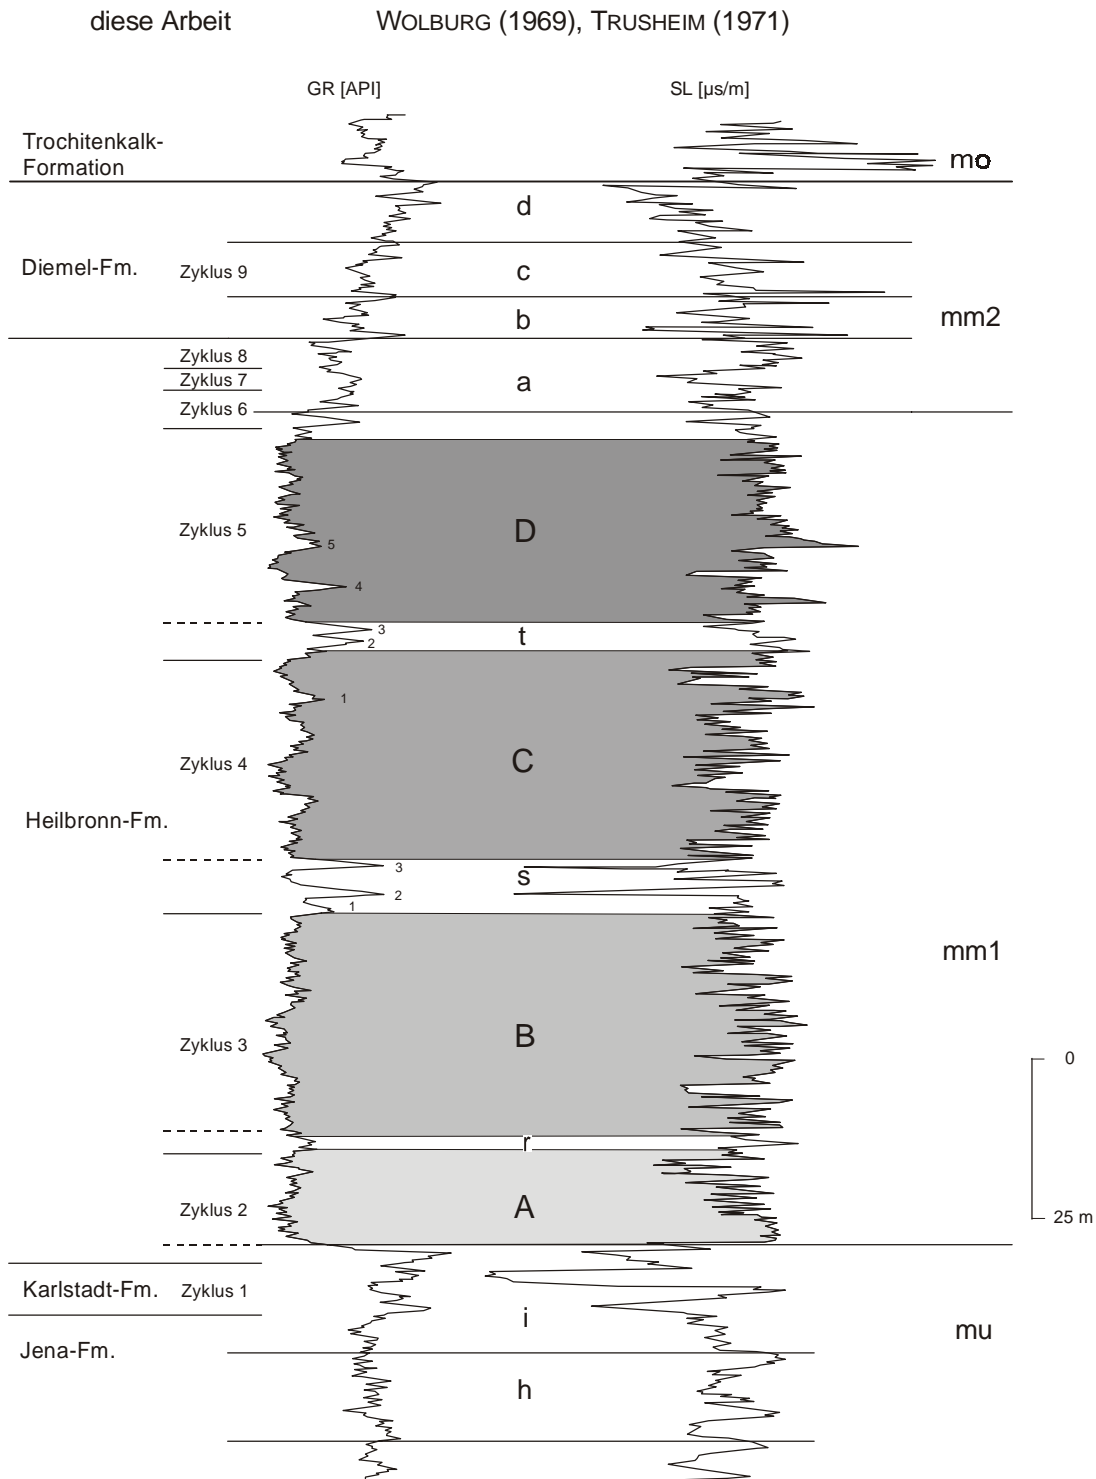 diese Arbeit
WOLBURG (1969), TRUSHEIM (1971)
GR [API]
SL [µs/m]
Trochitenkalk-
Formation
mo
d
Diemel-Fm.
Zyklus 9
c
b
mm2
Zyklus 8
Zyklus 7
a
Zyklus 6
Zyklus 5
D
5
4
3
t
2
1
Zyklus 4
C
Heilbronn-Fm.
3
s
2
1
mm1
Zyklus 3
B
0
r
Zyklus 2
A
25 m
Karlstadt-Fm.
Zyklus 1
i
mu
Jena-Fm.
h